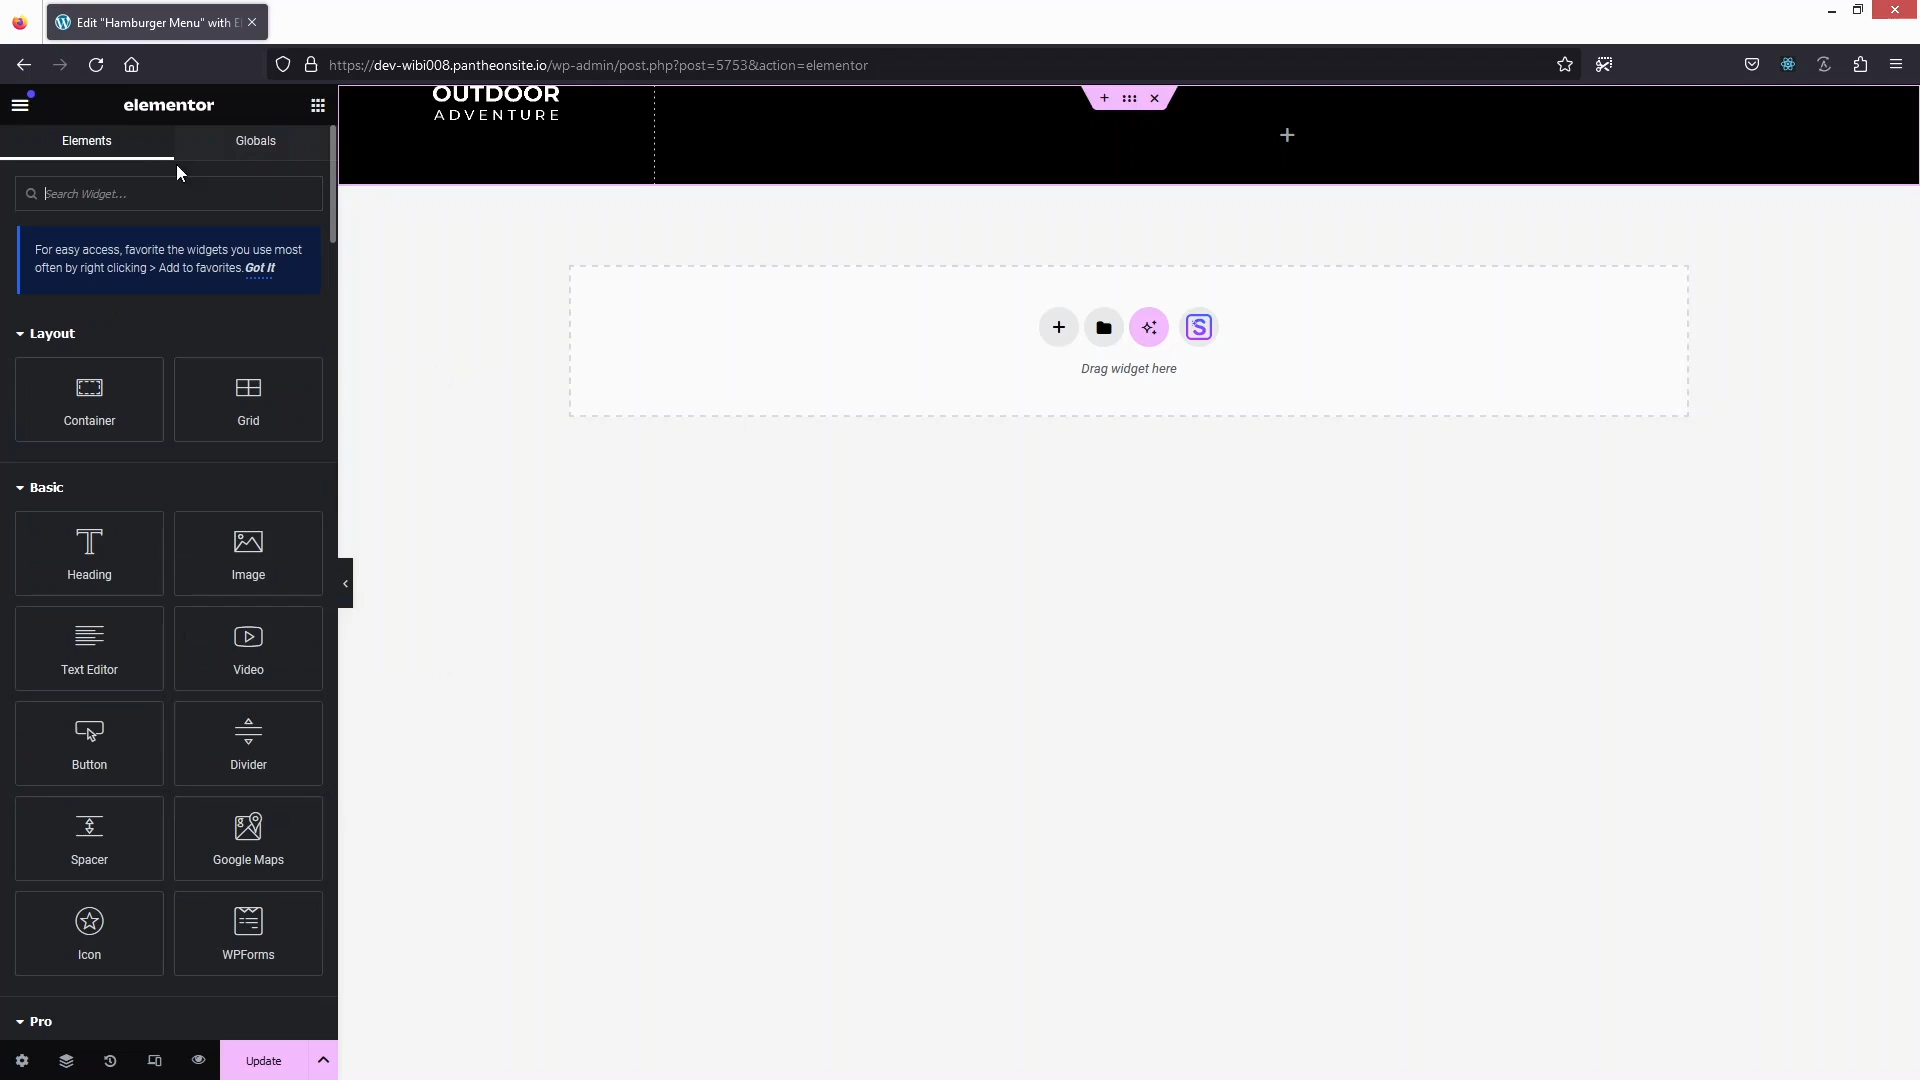 Edit "Hamburger Menu" with E
https://dev-wibi008.pantheonsite.io/wp-admin/post.php?post=5753&action=elementor
elementor
Elements
Globals
Search Widget...
For easy access, favorite the widgets you use most
often by right clicking > Add to favorites. Got It
Layout
Container
Grid
Basic
Heading
Image
Text Editor
Video
Button
Divider
Spacer
Google Maps
Icon
WPForms
Pro
Update
OUTDOOR
ADVENTURE
Drag widget here